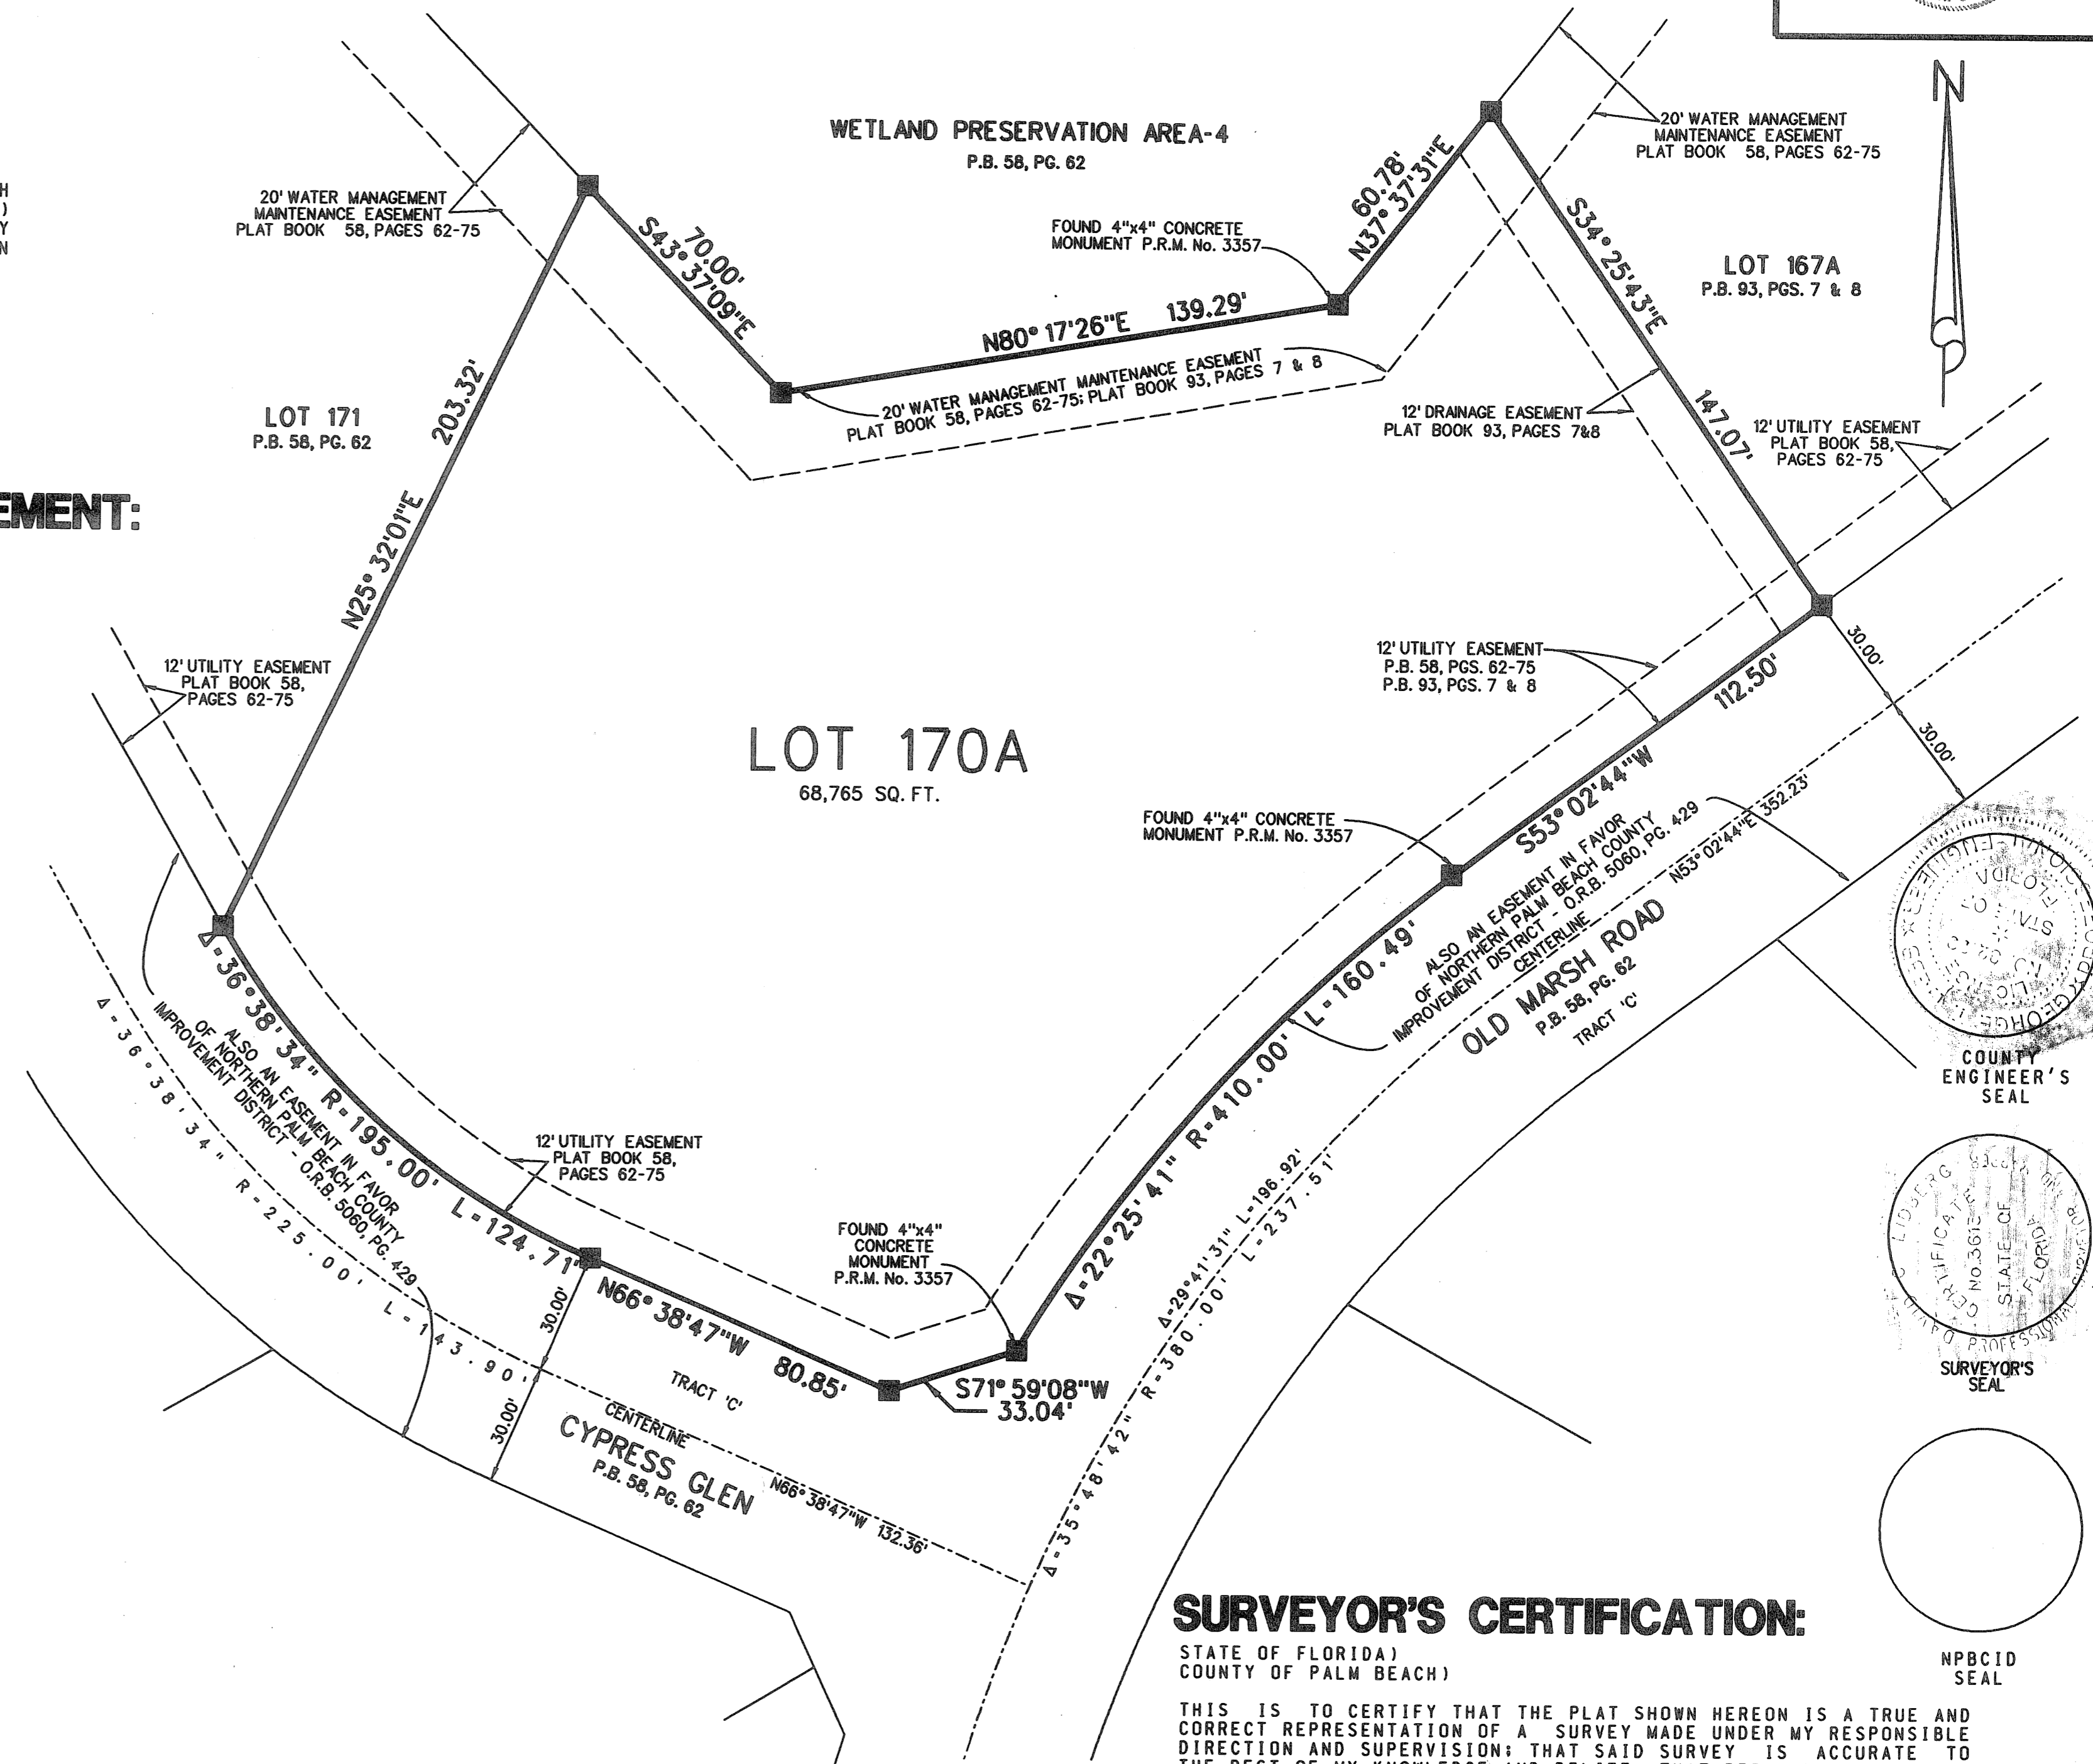 WETLAND PRESERVATION AREA-4
P.B. 58, PG. 62
N
20' WATER MANAGEMENT
MAINTENANCE EASEMENT
PLAT BOOK 58, PAGES 62-75
H
)
Y
N
20' WATER MANAGEMENT
MAINTENANCE EASEMENT
PLAT BOOK 58, PAGES 62-75
70.00'
S43°37'09"E
FOUND 4"x4" CONCRETE
MONUMENT P.R.M. No. 3357
60.78'
N37°37'31"E
S34°25'43"E
147.07'
LOT 167A
P.B. 93, PGS. 7 & 8
N80°17'26"E 139.29'
20' WATER MANAGEMENT MAINTENANCE EASEMENT
PLAT BOOK 58, PAGES 62-75; PLAT BOOK 93, PAGES 7 & 8
LOT 171
P.B. 58, PG. 62
203.32'
N25°32'01"E
12' DRAINAGE EASEMENT
PLAT BOOK 93, PAGES 7&8
12' UTILITY EASEMENT
PLAT BOOK 58,
PAGES 62-75
EMENT:
12' UTILITY EASEMENT
PLAT BOOK 58,
PAGES 62-75
12' UTILITY EASEMENT
P.B. 58, PGS. 62-75
P.B. 93, PGS. 7 & 8
30.00'
30.00'
112.50'
S53°02'44"W
LOT 170A
68,765 SQ. FT.
FOUND 4"x4" CONCRETE
MONUMENT P.R.M. No. 3357
ALSO AN EASEMENT IN FAVOR
OF NORTHERN PALM BEACH COUNTY
IMPROVEMENT DISTRICT - O.R.B. 5060, PG. 429
CENTERLINE
N53°02'44"E 352.23'
OLD MARSH ROAD
P.B. 58, PG. 62
TRACT 'C'
Δ=22°25'41" R=410.00' L=160.49'
Δ=29°41'31" L=196.92'
Δ=35°48'42" R=380.00' L=237.51'
Δ=36°38'34" R=195.00' L=124.71'
ALSO AN EASEMENT IN FAVOR
OF NORTHERN PALM BEACH COUNTY
IMPROVEMENT DISTRICT - O.R.B. 5060, PG. 429
Δ=36°38'34" R=225.00' L=143.90'
12' UTILITY EASEMENT
PLAT BOOK 58,
PAGES 62-75
FOUND 4"x4"
CONCRETE
MONUMENT
P.R.M. No. 3357
30.00'
30.00'
N66°38'47"W 80.85'
S71°59'08"W
33.04'
TRACT 'C'
CENTERLINE
N66°38'47"W 132.36'
CYPRESS GLEN
P.B. 58, PG. 62
COUNTY
ENGINEER'S
SEAL
CERTIFICATE
No. 3613
STATE OF
FLORIDA
SURVEYOR'S
SEAL
NPBCID
SEAL
SURVEYOR'S CERTIFICATION:
STATE OF FLORIDA)
COUNTY OF PALM BEACH)
THIS IS TO CERTIFY THAT THE PLAT SHOWN HEREON IS A TRUE AND
CORRECT REPRESENTATION OF A SURVEY MADE UNDER MY RESPONSIBLE
DIRECTION AND SUPERVISION; THAT SAID SURVEY IS ACCURATE TO